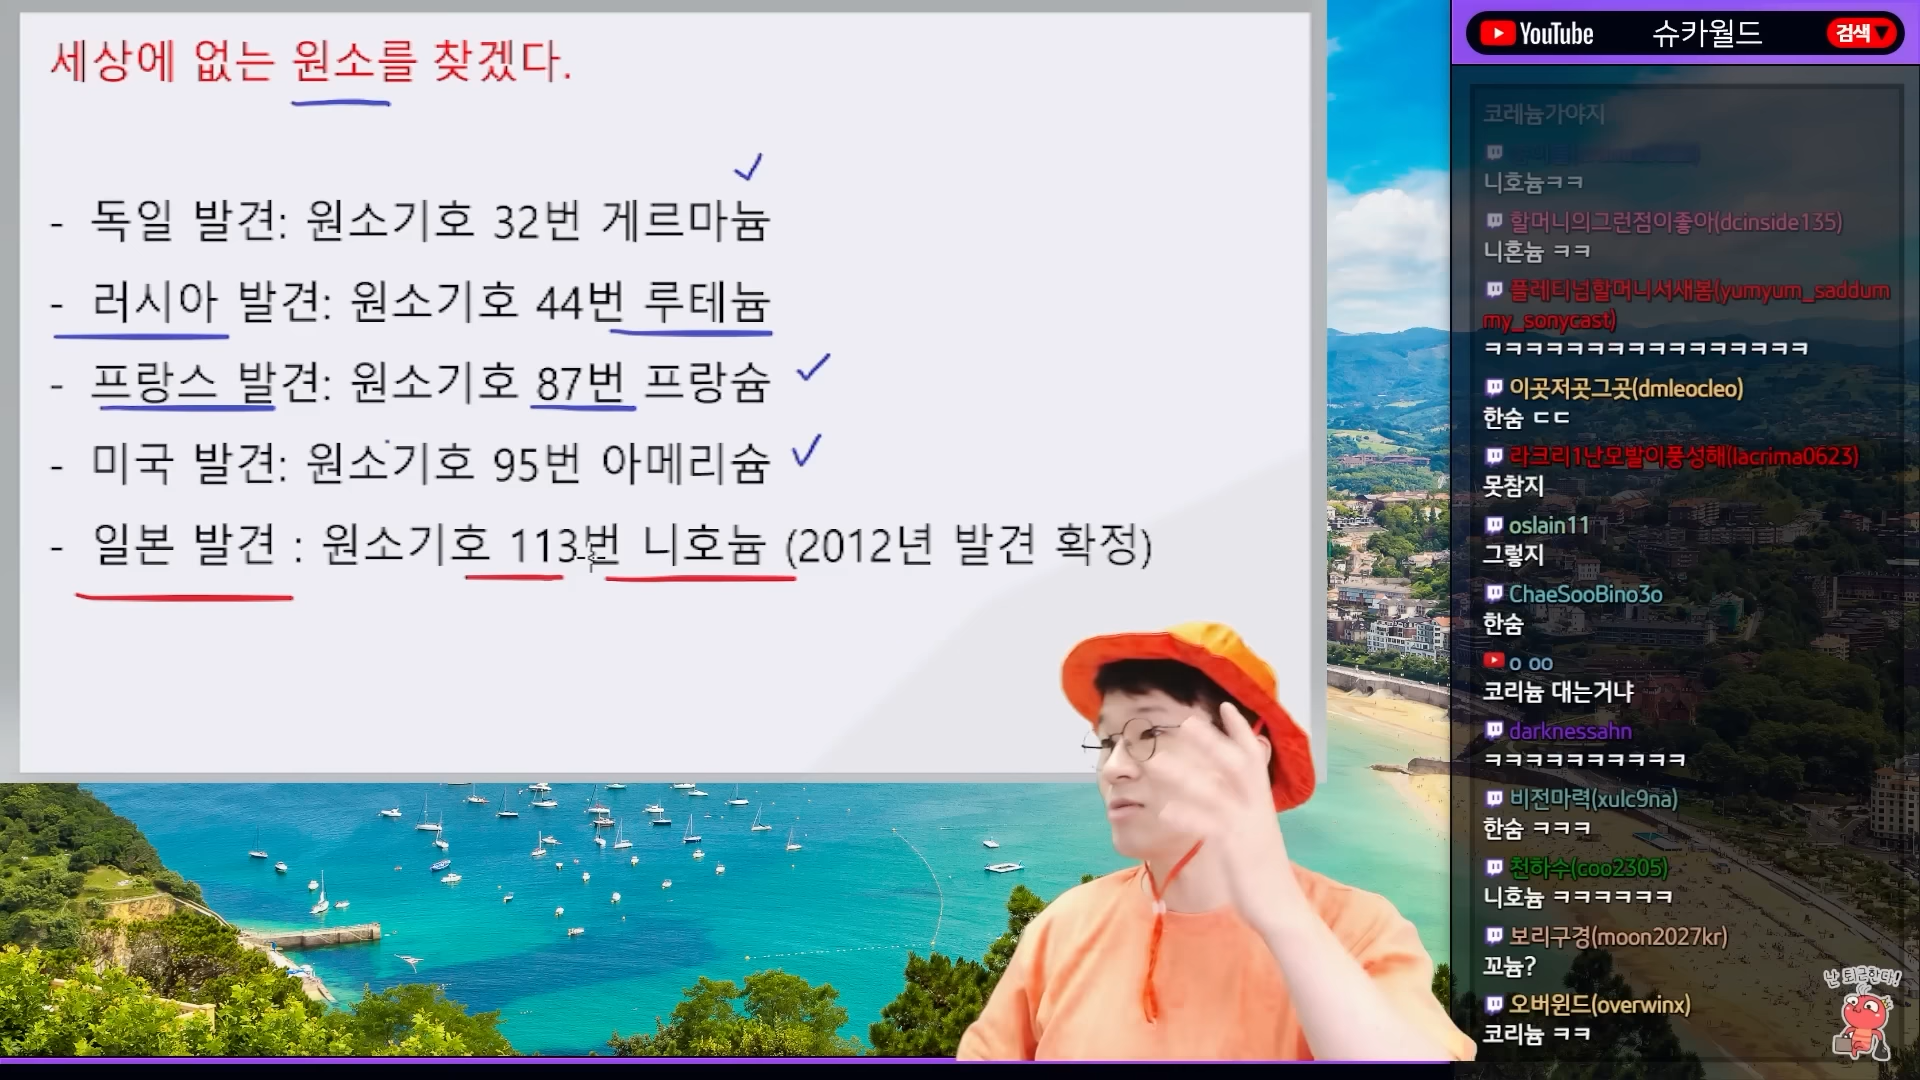 세상에 없는 원소를 찾겠다.
- 독일 발견: 원소기호 32번 게르마늄
- 러시아 발견: 원소기호 44번 루테늄
- 프랑스 발견: 원소기호 87번 프랑슘
- 미국 발견: 원소기호 95번 아메리슘
- 일본 발견 : 원소기호 113번 니호늄 (2012년 발견 확정)
YouTube 슈카월드 검색▼
코레늄가야지
니호늄ㅋㅋ
할머니의그런점이좋아(dcinside135)
니혼늄 ㅋㅋ
플레티넘할머니서새봄(yumyum_saddum
my_sonycast)
ㅋㅋㅋㅋㅋㅋㅋㅋㅋㅋㅋㅋㅋㅋㅋㅋ
이곳저곳그곳(dmleocleo)
한숨 ㄷㄷ
라크리1난모발이풍성해(lacrima0623)
못참지
oslain11
그렇지
ChaeSooBino3o
한숨
o oo
코리늄 대는거냐
darknessahn
ㅋㅋㅋㅋㅋㅋㅋㅋㅋㅋ
비전마력(xulc9na)
한숨 ㅋㅋㅋ
천하수(coo2305)
니호늄 ㅋㅋㅋㅋㅋㅋ
보리구경(moon2027kr)
꼬늄?
오버윈드(overwinx)
코리늄 ㅋㅋ
난 퇴근한다!